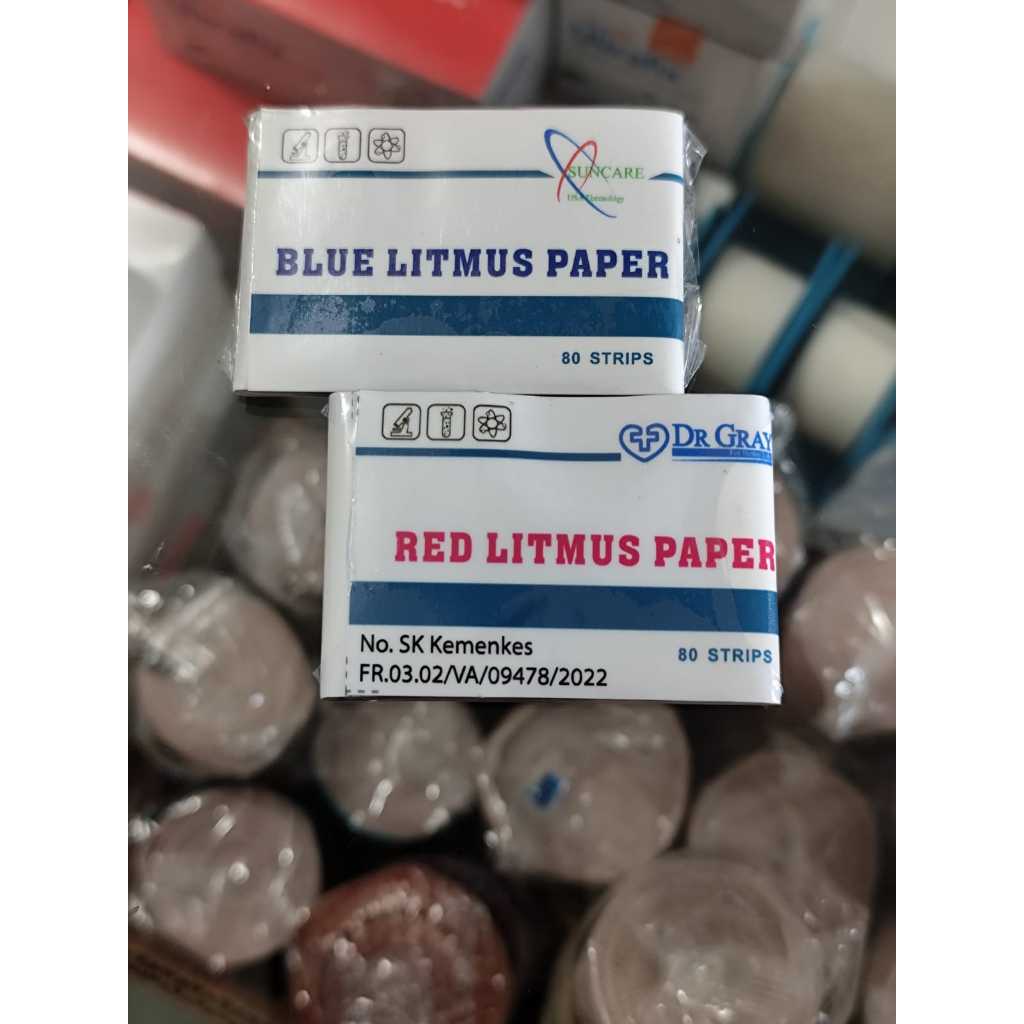 SUNCARE
BLUE LITMUS PAPER
80 STRIPS
DR GRAY
RED LITMUS PAPER
80 STRIPS
No. SK Kemenkes
FR.03.02/VA/09478/2022